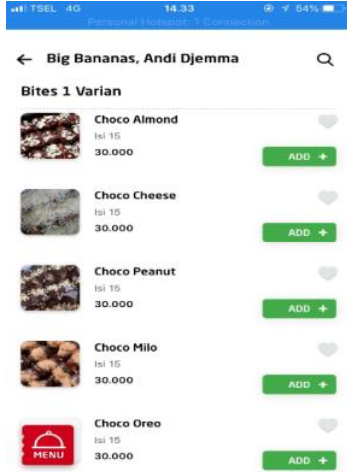 TSEL 4G 14.33 54%
Personal Hotspot: 1 Connection
Big Bananas, Andi Djemma
Bites 1 Varian
Choco Almond
Isi 15
30.000
ADD +
Choco Cheese
Isi 15
30.000
ADD +
Choco Peanut
Isi 15
30.000
ADD +
Choco Milo
Isi 15
30.000
ADD +
MENU
Choco Oreo
Isi 15
30.000
ADD +